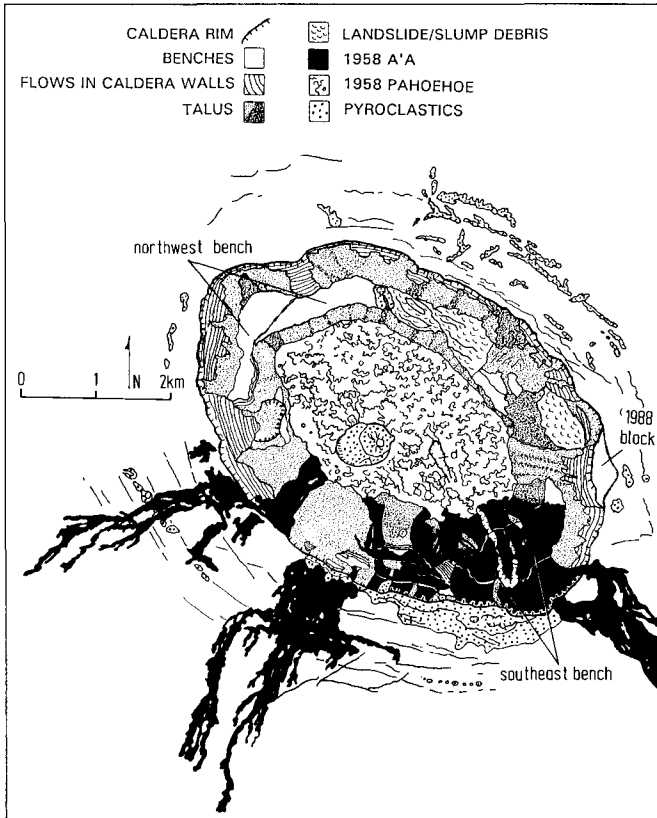 CALDERA RIM
BENCHES
FLOWS IN CALDERA WALLS
TALUS
LANDSLIDE/SLUMP DEBRIS
1958 A'A
1958 PAHOEHOE
PYROCLASTICS
northwest bench
0 1 N 2km
1988
block
southeast bench